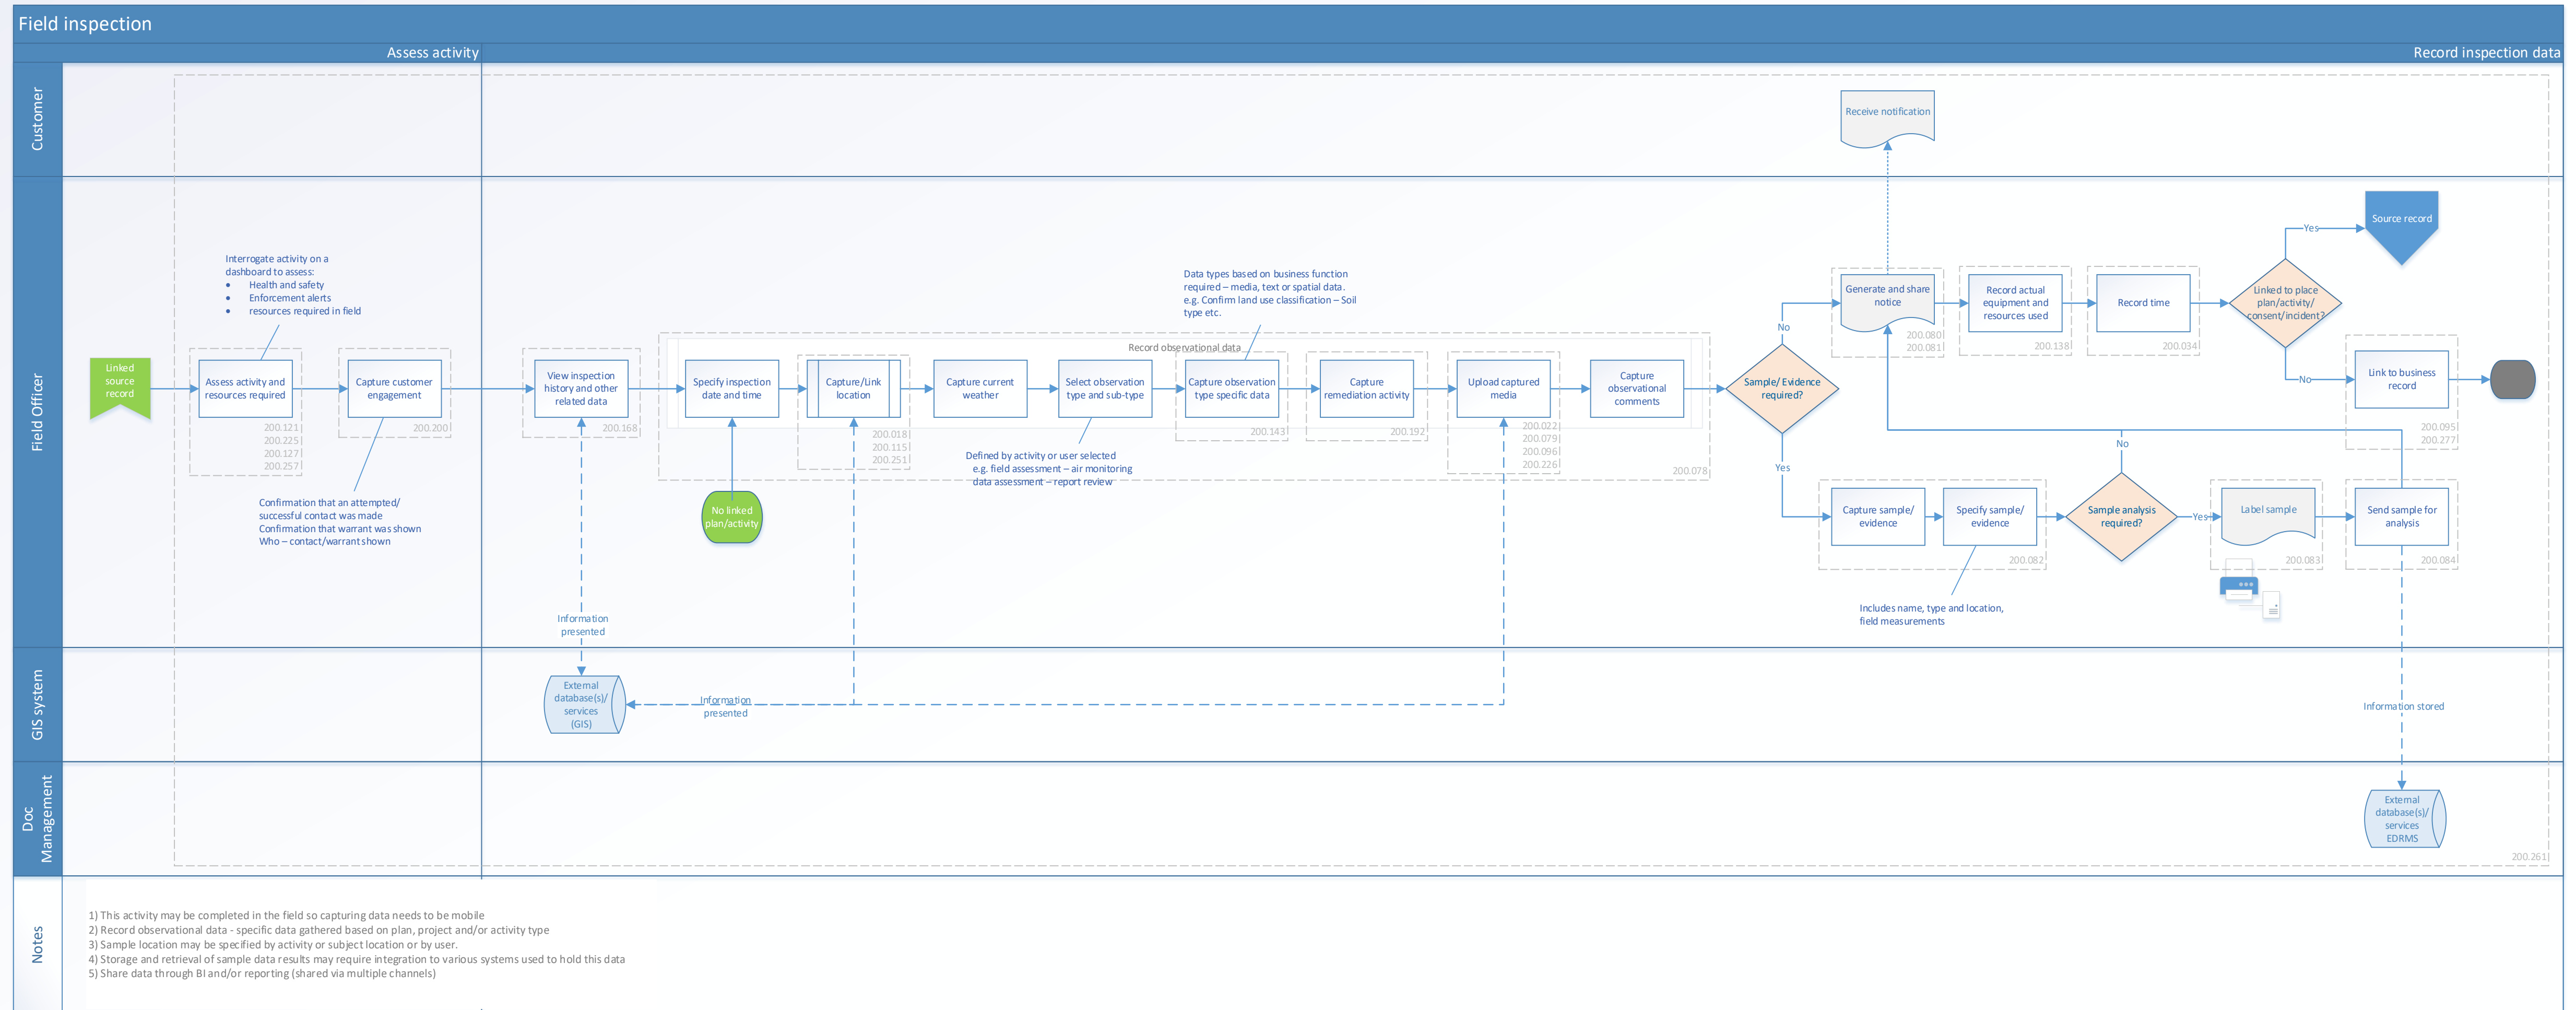 Field inspection
Assess activity
Record inspection data
Customer
Receive notification
Field Officer
Linked
source
record
Interrogate activity on a
dashboard to assess:
• Health and safety
• Enforcement alerts
• resources required in field
Assess activity and
resources required
200.121
200.225
200.127
200.257
Capture customer
engagement
200.200
Confirmation that an attempted/
successful contact was made
Confirmation that warrant was shown
Who – contact/warrant shown
View inspection
history and other
related data
200.168
Information
presented
Record observational data
Specify inspection
date and time
No linked
plan/activity
Capture/Link
location
200.018
200.115
200.251
Capture current
weather
Select observation
type and sub-type
Defined by activity or user selected
e.g. field assessment – air monitoring
data assessment – report review
Data types based on business function
required – media, text or spatial data.
e.g. Confirm land use classification – Soil
type etc.
Capture observation
type specific data
200.143
Capture
remediation activity
200.192
Upload captured
media
200.022
200.079
200.096
200.226
Capture
observational
comments
200.078
Sample/ Evidence
required?
No
Yes
Generate and share
notice
200.080
200.081
Record actual
equipment and
resources used
200.138
Record time
200.034
Linked to place
plan/activity/
consent/incident?
Yes
Source record
No
Link to business
record
200.095
200.277
Capture sample/
evidence
Specify sample/
evidence
200.082
Includes name, type and location,
field measurements
Sample analysis
required?
No
Yes
Label sample
200.083
Send sample for
analysis
200.084
GIS system
External
database(s)/
services
(GIS)
Information
presented
Information stored
Doc
Management
External
database(s)/
services
EDRMS
200.261
Notes
1) This activity may be completed in the field so capturing data needs to be mobile
2) Record observational data - specific data gathered based on plan, project and/or activity type
3) Sample location may be specified by activity or subject location or by user.
4) Storage and retrieval of sample data results may require integration to various systems used to hold this data
5) Share data through BI and/or reporting (shared via multiple channels)